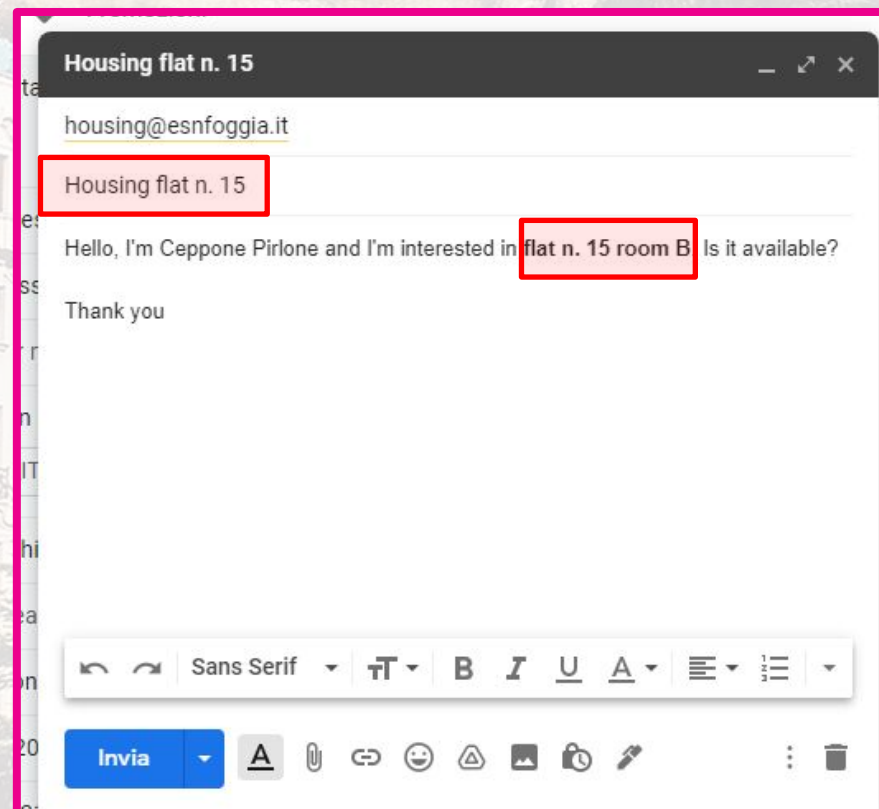 Housing flat n. 15
housing@esnfoggia.it
Housing flat n. 15
Hello, I'm Ceppone Pirlone and I'm interested in flat n. 15 room B. Is it available?
Thank you
Sans Serif
Invia